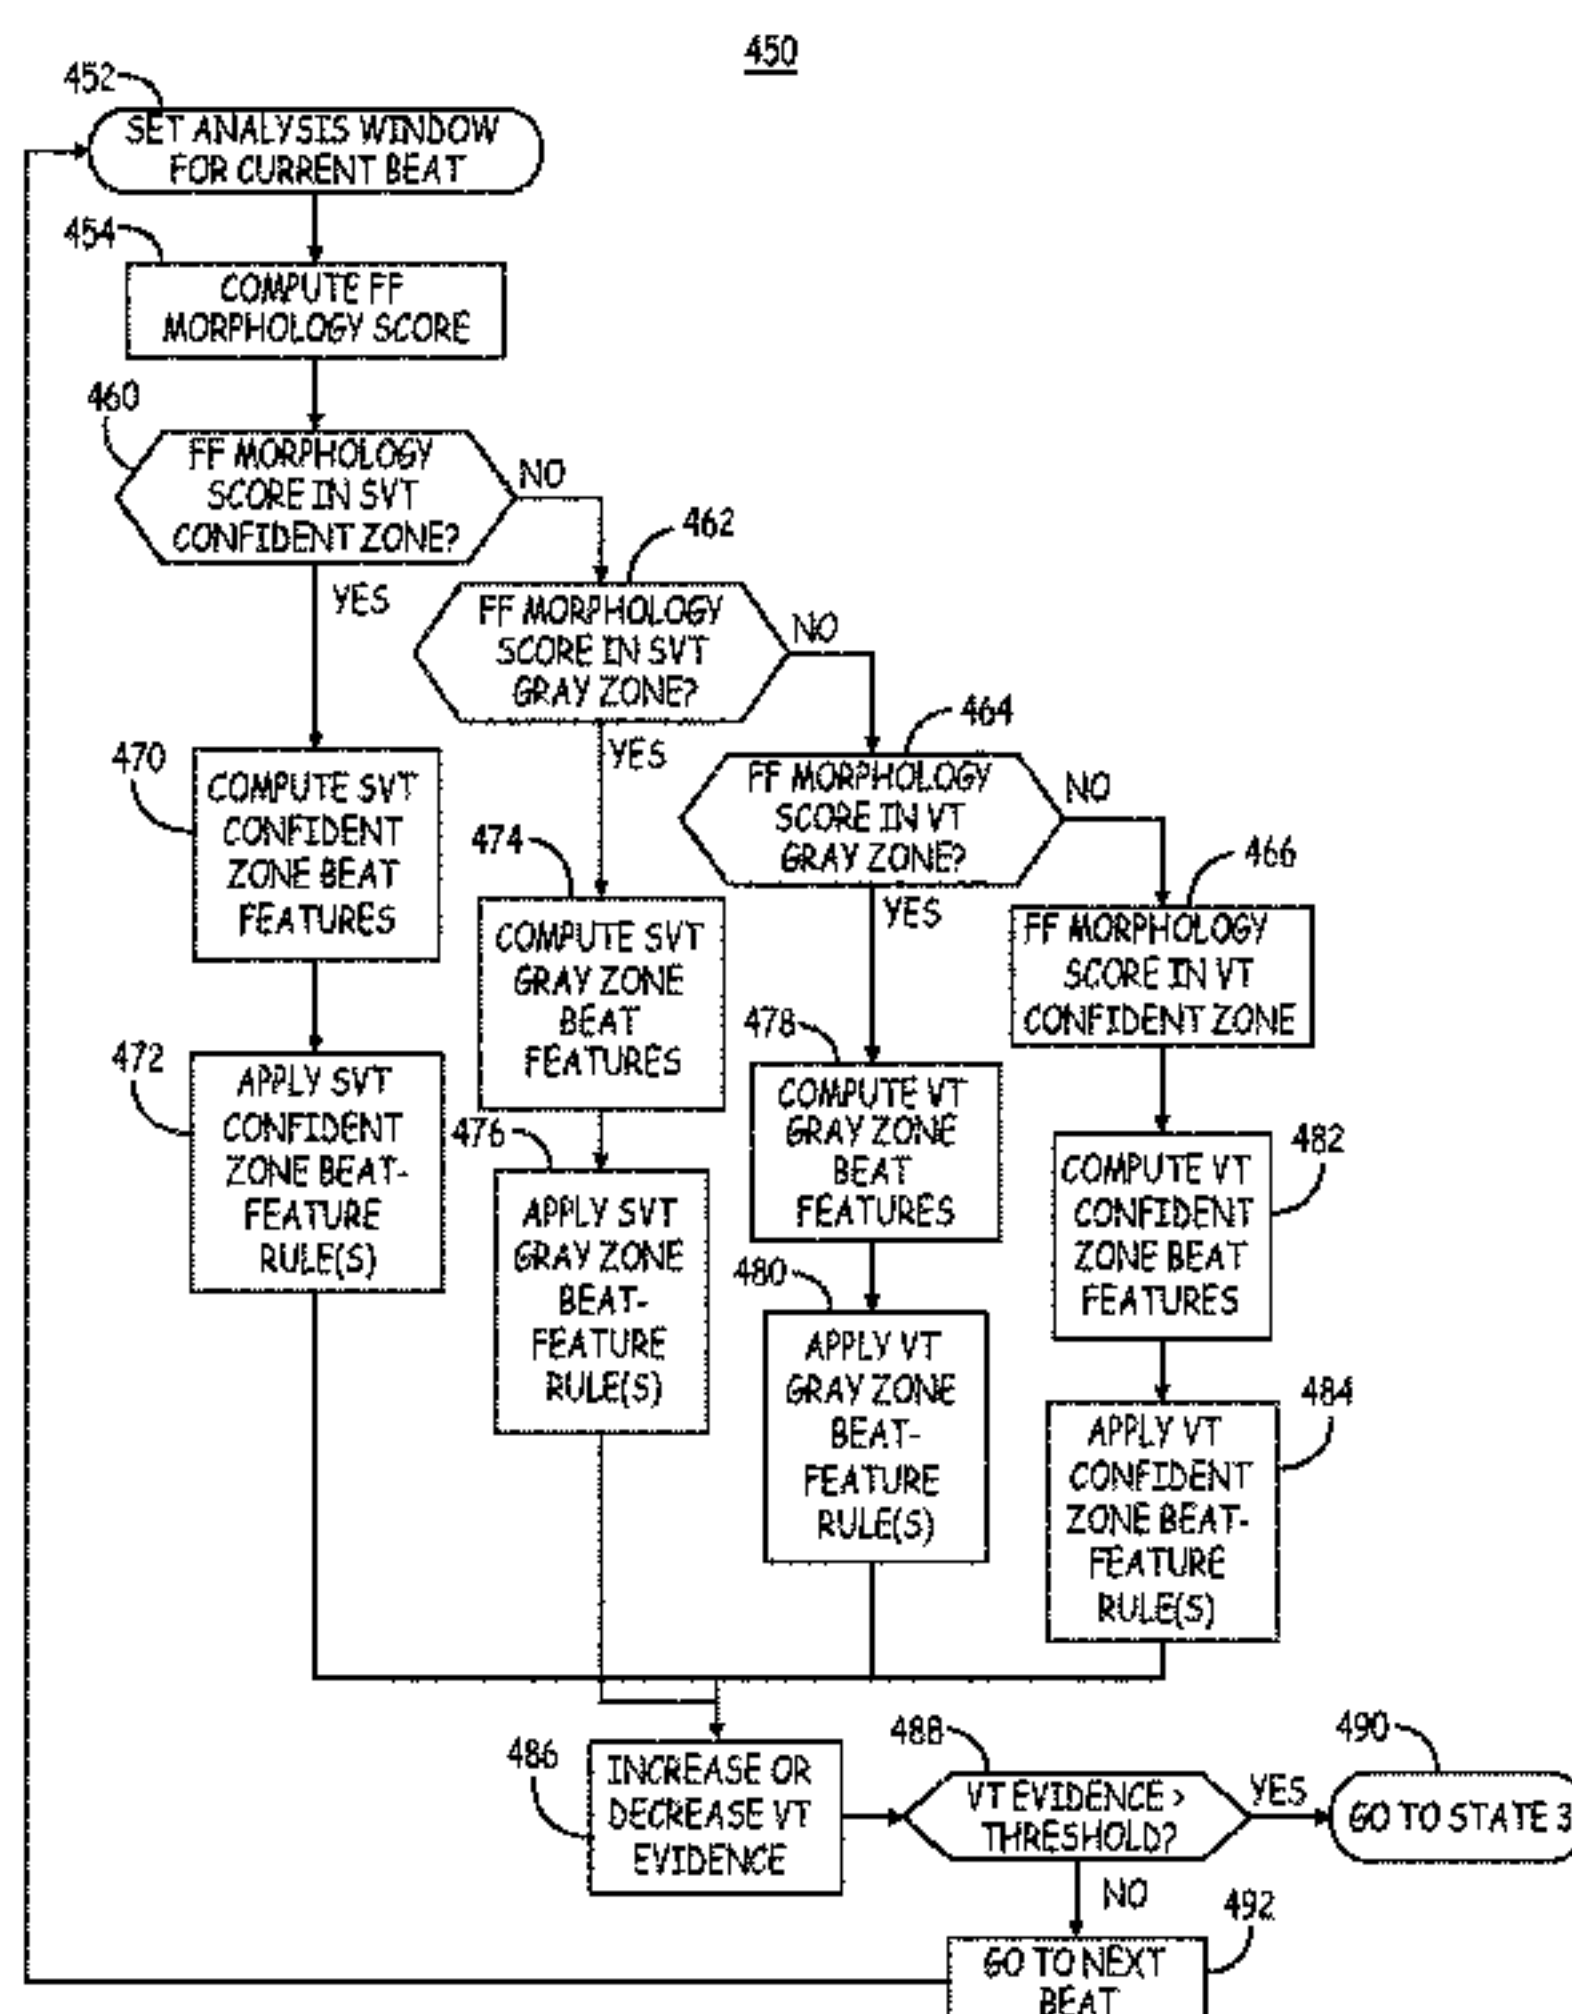 450
452
SET ANALYSIS WINDOW
FOR CURRENT BEAT
454
COMPUTE FF
MORPHOLOGY SCORE
460
FF MORPHOLOGY
SCORE IN SVT
CONFIDENT ZONE?
NO
YES
462
FF MORPHOLOGY
SCORE IN SVT
GRAY ZONE?
NO
YES
464
FF MORPHOLOGY
SCORE IN VT
GRAY ZONE?
NO
YES
466
FF MORPHOLOGY
SCORE IN VT
CONFIDENT ZONE
470
COMPUTE SVT
CONFIDENT
ZONE BEAT
FEATURES
472
APPLY SVT
CONFIDENT
ZONE BEAT-
FEATURE
RULE(S)
474
COMPUTE SVT
GRAY ZONE
BEAT
FEATURES
476
APPLY SVT
GRAY ZONE
BEAT-
FEATURE
RULE(S)
478
COMPUTE VT
GRAY ZONE
BEAT
FEATURES
480
APPLY VT
GRAY ZONE
BEAT-
FEATURE
RULE(S)
482
COMPUTE VT
CONFIDENT
ZONE BEAT
FEATURES
484
APPLY VT
CONFIDENT
ZONE BEAT-
FEATURE
RULE(S)
486
INCREASE OR
DECREASE VT
EVIDENCE
488
VT EVIDENCE >
THRESHOLD?
YES
NO
490
GO TO STATE 3
492
GO TO NEXT
BEAT